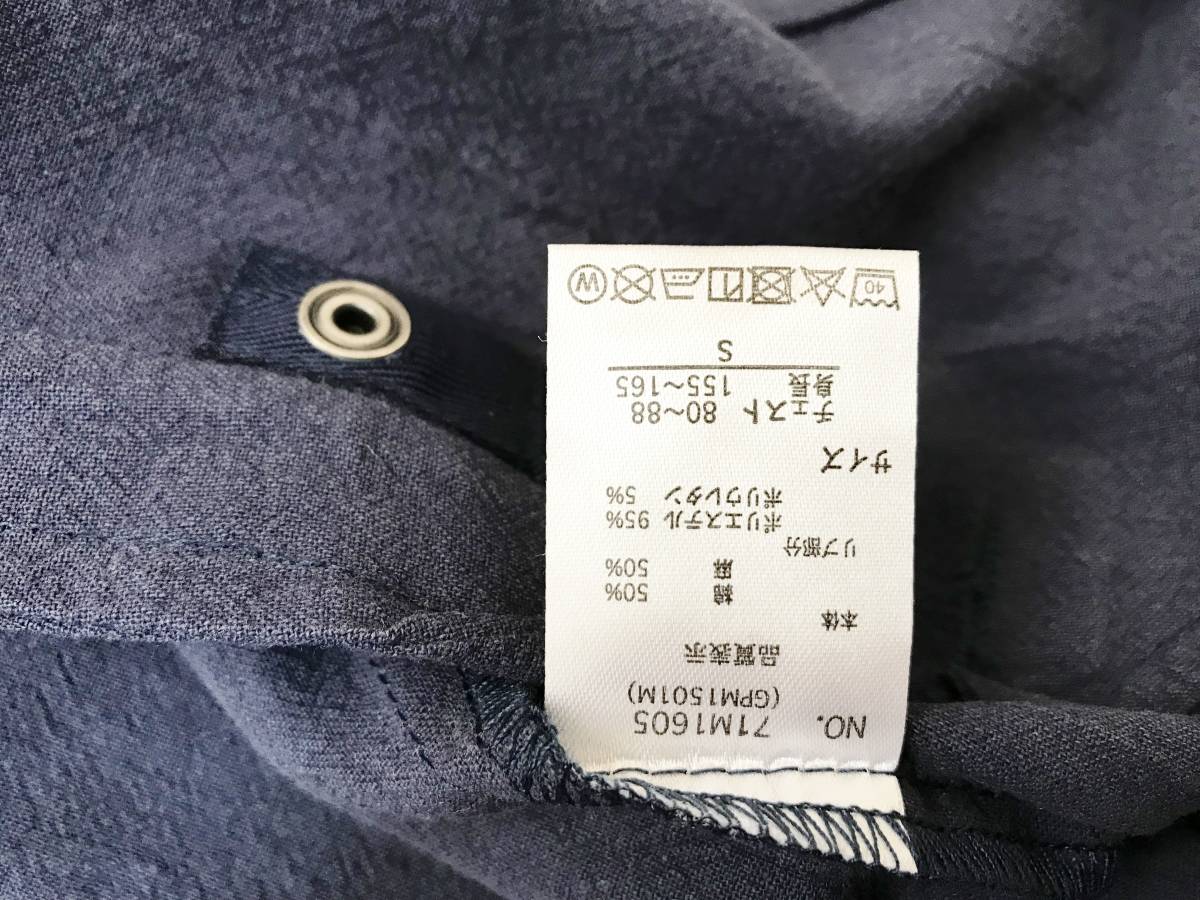 NO. 71M1605
(GPM1501M)
品質表示
本体
綿 50%
麻 50%
リブ部分
ポリエステル 95%
ポリウレタン 5%
サイズ
チェスト 80~88
身長 155~165
S
40 W